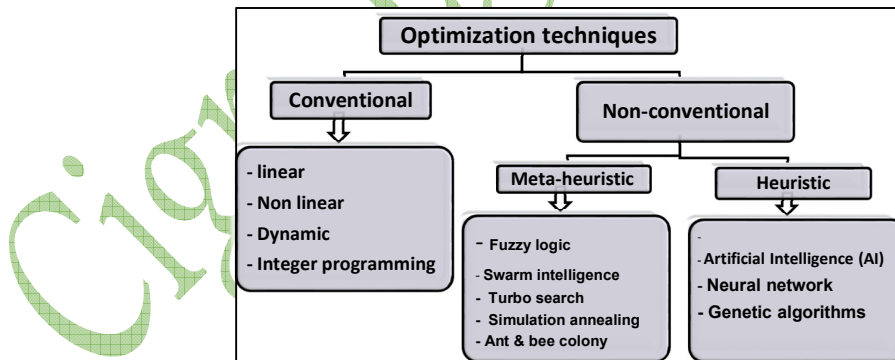 Optimization techniques
Conventional
Non-conventional
- linear
- Non linear
- Dynamic
- Integer programming
Meta-heuristic
Heuristic
- Fuzzy logic
- Swarm intelligence
- Turbo search
- Simulation annealing
- Ant & bee colony
-
- Artificial Intelligence (AI)
- Neural network
- Genetic algorithms